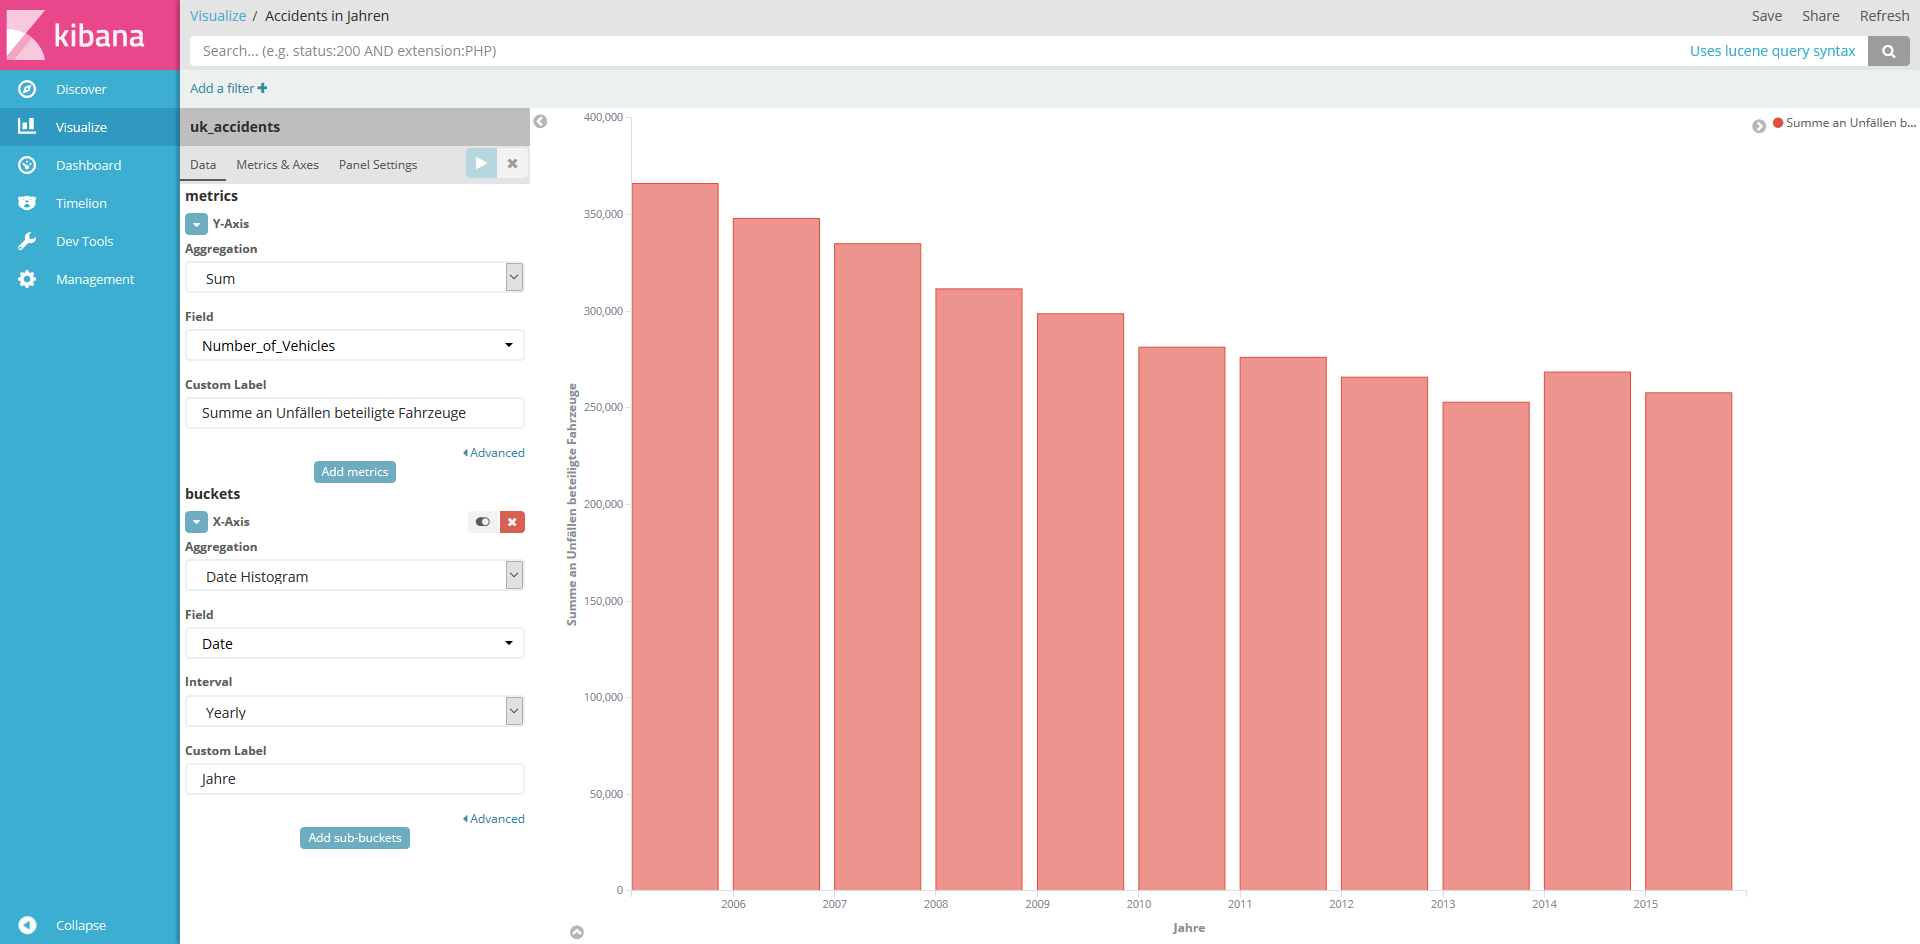 kibana
Discover
Visualize
Dashboard
Timelion
Dev Tools
Management
Collapse
Visualize / Accidents in Jahren
Save Share Refresh
Search... (e.g. status:200 AND extension:PHP)
Uses lucene query syntax
Add a filter
uk_accidents
Data Metrics & Axes Panel Settings
metrics
Y-Axis
Aggregation
Sum
Field
Number_of_Vehicles
Custom Label
Summe an Unfällen beteiligte Fahrzeuge
Advanced
Add metrics
buckets
X-Axis
Aggregation
Date Histogram
Field
Date
Interval
Yearly
Custom Label
Jahre
Advanced
Add sub-buckets
Summe an Unfällen beteiligte Fahrzeuge
400,000
350,000
300,000
250,000
200,000
150,000
100,000
50,000
0
2006 2007 2008 2009 2010 2011 2012 2013 2014 2015
Jahre
Summe an Unfällen b...